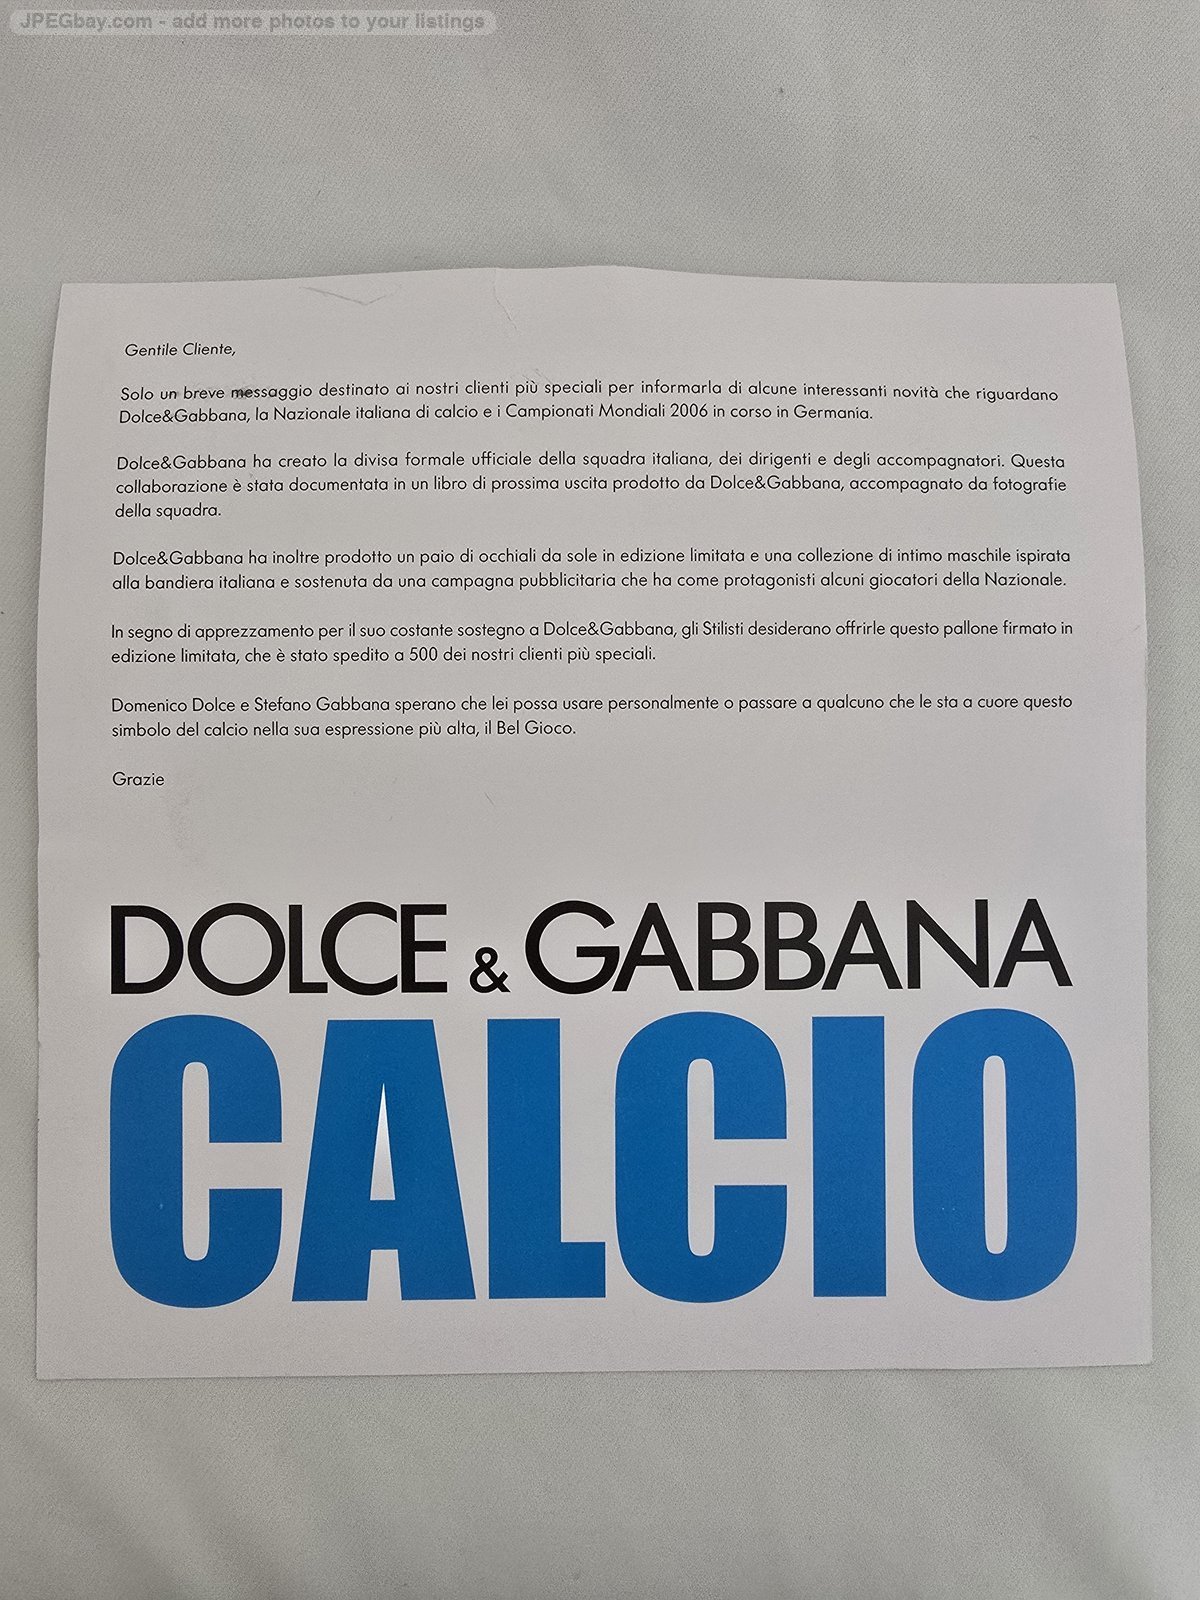 JPEGbay.com - add more photos to your listings
Gentile Cliente,
Solo un breve messaggio destinato ai nostri clienti più speciali per informarla di alcune interessanti novità che riguardano
Dolce&Gabbana, la Nazionale italiana di calcio e i Campionati Mondiali 2006 in corso in Germania.
Dolce&Gabbana ha creato la divisa formale ufficiale della squadra italiana, dei dirigenti e degli accompagnatori. Questa
collaborazione è stata documentata in un libro di prossima uscita prodotto da Dolce&Gabbana, accompagnato da fotografie
della squadra.
Dolce&Gabbana ha inoltre prodotto un paio di occhiali da sole in edizione limitata e una collezione di intimo maschile ispirata
alla bandiera italiana e sostenuta da una campagna pubblicitaria che ha come protagonisti alcuni giocatori della Nazionale.
In segno di apprezzamento per il suo costante sostegno a Dolce&Gabbana, gli Stilisti desiderano offrirle questo pallone firmato in
edizione limitata, che è stato spedito a 500 dei nostri clienti più speciali.
Domenico Dolce e Stefano Gabbana sperano che lei possa usare personalmente o passare a qualcuno che le sta a cuore questo
simbolo del calcio nella sua espressione più alta, il Bel Gioco.
Grazie
DOLCE & GABBANA
CALCIO